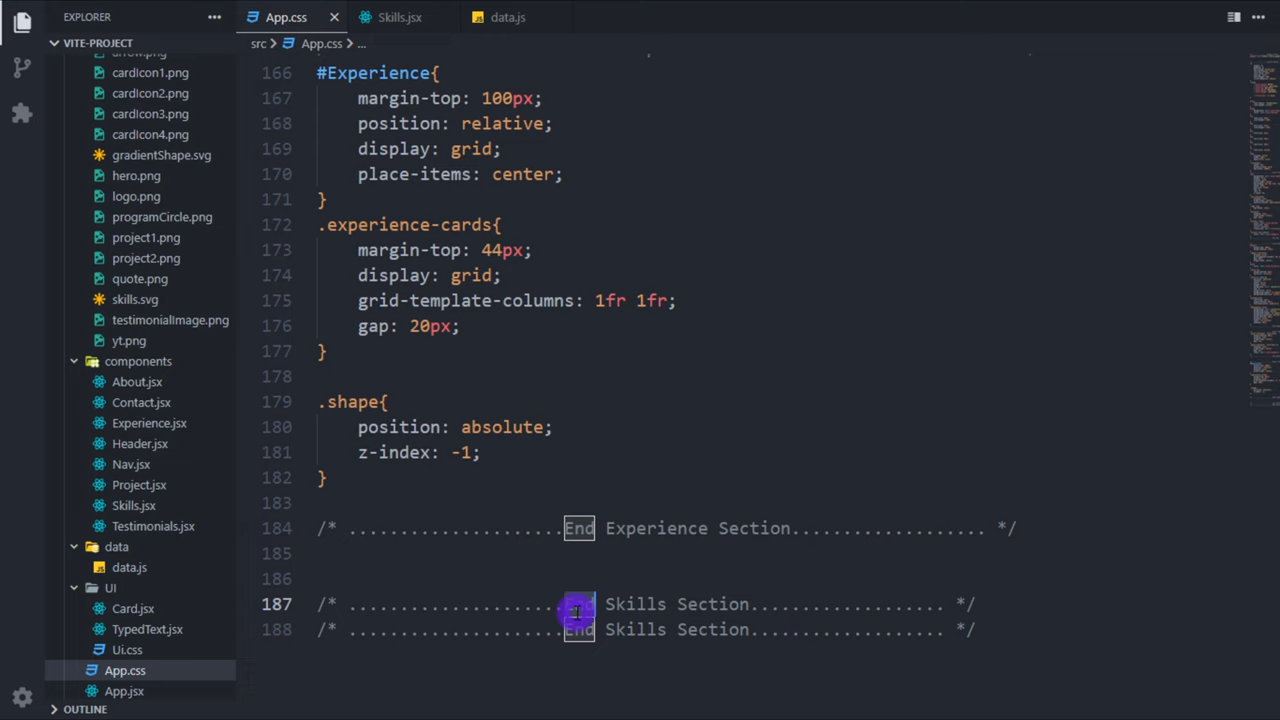 EXPLORER
VITE-PROJECT
cardIcon1.png
cardIcon2.png
cardIcon3.png
cardIcon4.png
gradientShape.svg
hero.png
logo.png
programCircle.png
project1.png
project2.png
quote.png
skills.svg
testimonialImage.png
yt.png
components
About.jsx
Contact.jsx
Experience.jsx
Header.jsx
Nav.jsx
Project.jsx
Skills.jsx
Testimonials.jsx
data
data.js
UI
Card.jsx
TypedText.jsx
Ui.css
App.css
App.jsx
OUTLINE
App.css Skills.jsx JS data.js
src > App.css > ...
166 #Experience{
167 margin-top: 100px;
168 position: relative;
169 display: grid;
170 place-items: center;
171 }
172 .experience-cards{
173 margin-top: 44px;
174 display: grid;
175 grid-template-columns: 1fr 1fr;
176 gap: 20px;
177 }
178
179 .shape{
180 position: absolute;
181 z-index: -1;
182 }
183
184 /* .....................End Experience Section................... */
185
186
187 /* .....................End Skills Section................... */
188 /* .....................End Skills Section................... */